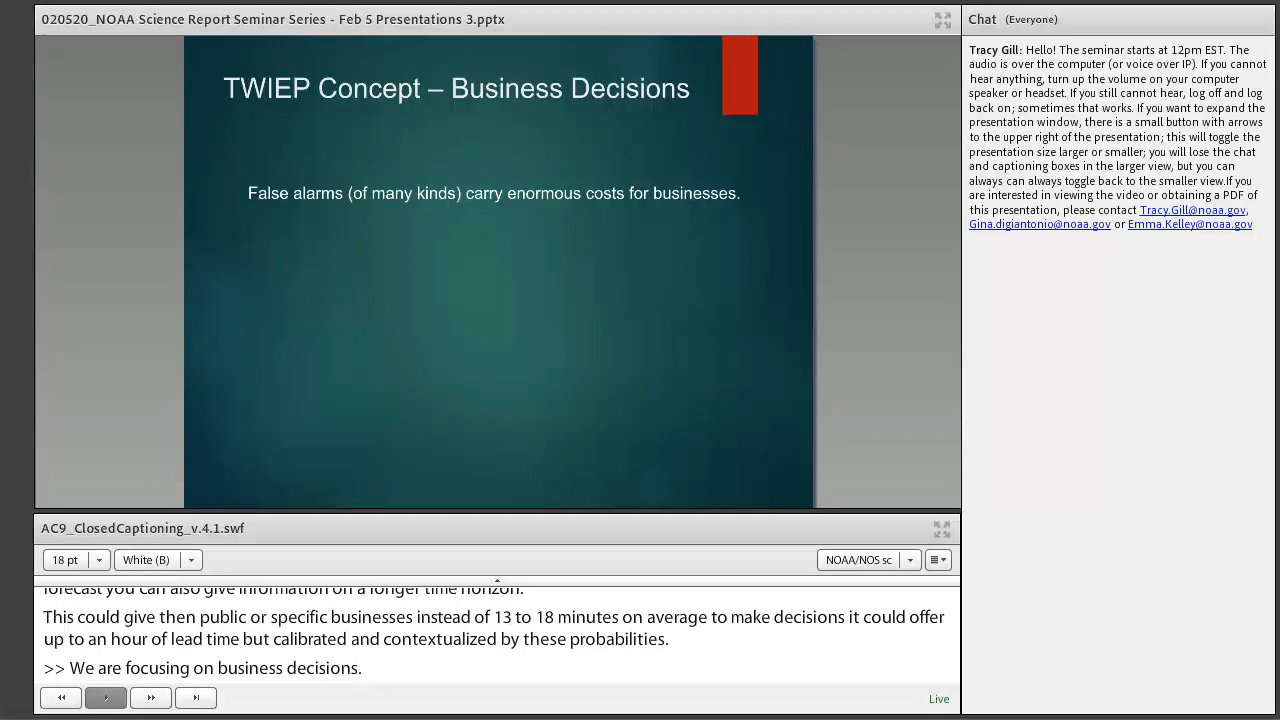 020520_NOAA Science Report Seminar Series - Feb 5 Presentations 3.pptx
TWIEP Concept – Business Decisions
False alarms (of many kinds) carry enormous costs for businesses.
Chat (Everyone)
Tracy Gill: Hello! The seminar starts at 12pm EST. The
audio is over the computer (or voice over IP). If you cannot
hear anything, turn up the volume on your computer
speaker or headset. If you still cannot hear, log off and log
back on; sometimes that works. If you want to expand the
presentation window, there is a small button with arrows
to the upper right of the presentation; this will toggle the
presentation size larger or smaller; you will lose the chat
and captioning boxes in the larger view, but you can
always can always toggle back to the smaller view.If you
are interested in viewing the video or obtaining a PDF of
this presentation, please contact Tracy.Gill@noaa.gov,
Gina.digiantonio@noaa.gov or Emma.Kelley@noaa.gov
AC9_ClosedCaptioning_v.4.1.swf
18 pt White (B) NOAA/NOS sc
forecast you can also give information on a longer time horizon.
This could give then public or specific businesses instead of 13 to 18 minutes on average to make decisions it could offer
up to an hour of lead time but calibrated and contextualized by these probabilities.
>> We are focusing on business decisions.
Live